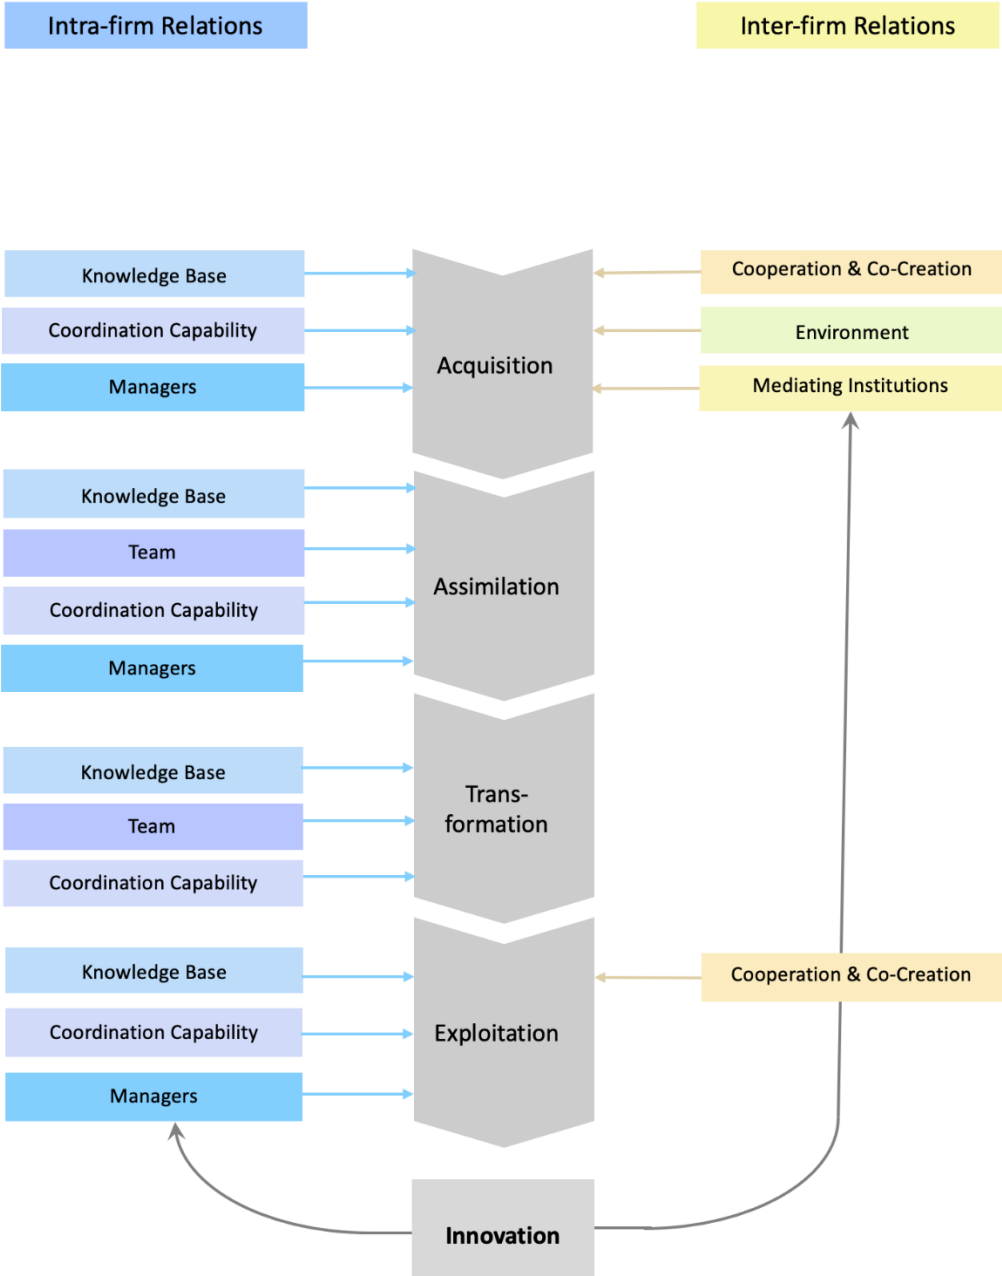 Intra-firm Relations
Inter-firm Relations
Knowledge Base
Coordination Capability
Managers
Acquisition
Cooperation & Co-Creation
Environment
Mediating Institutions
Knowledge Base
Team
Coordination Capability
Managers
Assimilation
Knowledge Base
Team
Coordination Capability
Trans-
formation
Knowledge Base
Coordination Capability
Managers
Exploitation
Cooperation & Co-Creation
Innovation